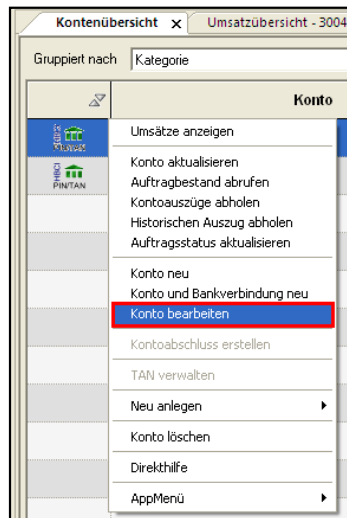 Kontenübersicht x Umsatzübersicht - 3004
Gruppiert nach Kategorie
Konto
HBCI
HBCI
PIN/TAN
Umsätze anzeigen
Konto aktualisieren
Auftragbestand abrufen
Kontoauszüge abholen
Historischen Auszug abholen
Auftragsstatus aktualisieren
Konto neu
Konto und Bankverbindung neu
Konto bearbeiten
Kontoabschluss erstellen
TAN verwalten
Neu anlegen
Konto löschen
Direkthilfe
AppMenü